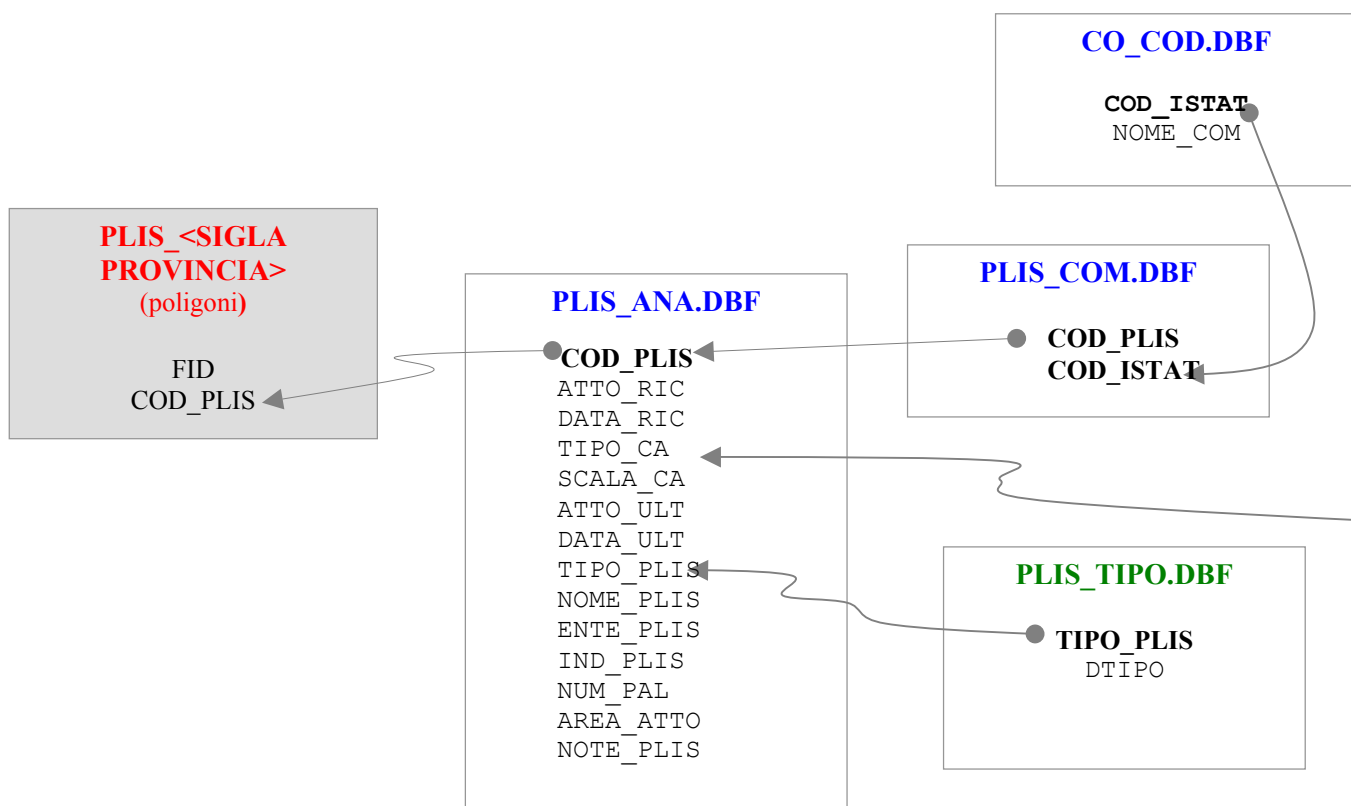 CO_COD.DBF
COD_ISTAT
NOME_COM
PLIS_<SIGLA
PROVINCIA>
(poligoni)
FID
COD_PLIS
PLIS_ANA.DBF
COD_PLIS
ATTO_RIC
DATA_RIC
TIPO_CA
SCALA_CA
ATTO_ULT
DATA_ULT
TIPO_PLIS
NOME_PLIS
ENTE_PLIS
IND_PLIS
NUM_PAL
AREA_ATTO
NOTE_PLIS
PLIS_COM.DBF
COD_PLIS
COD_ISTAT
PLIS_TIPO.DBF
TIPO_PLIS
DTIPO